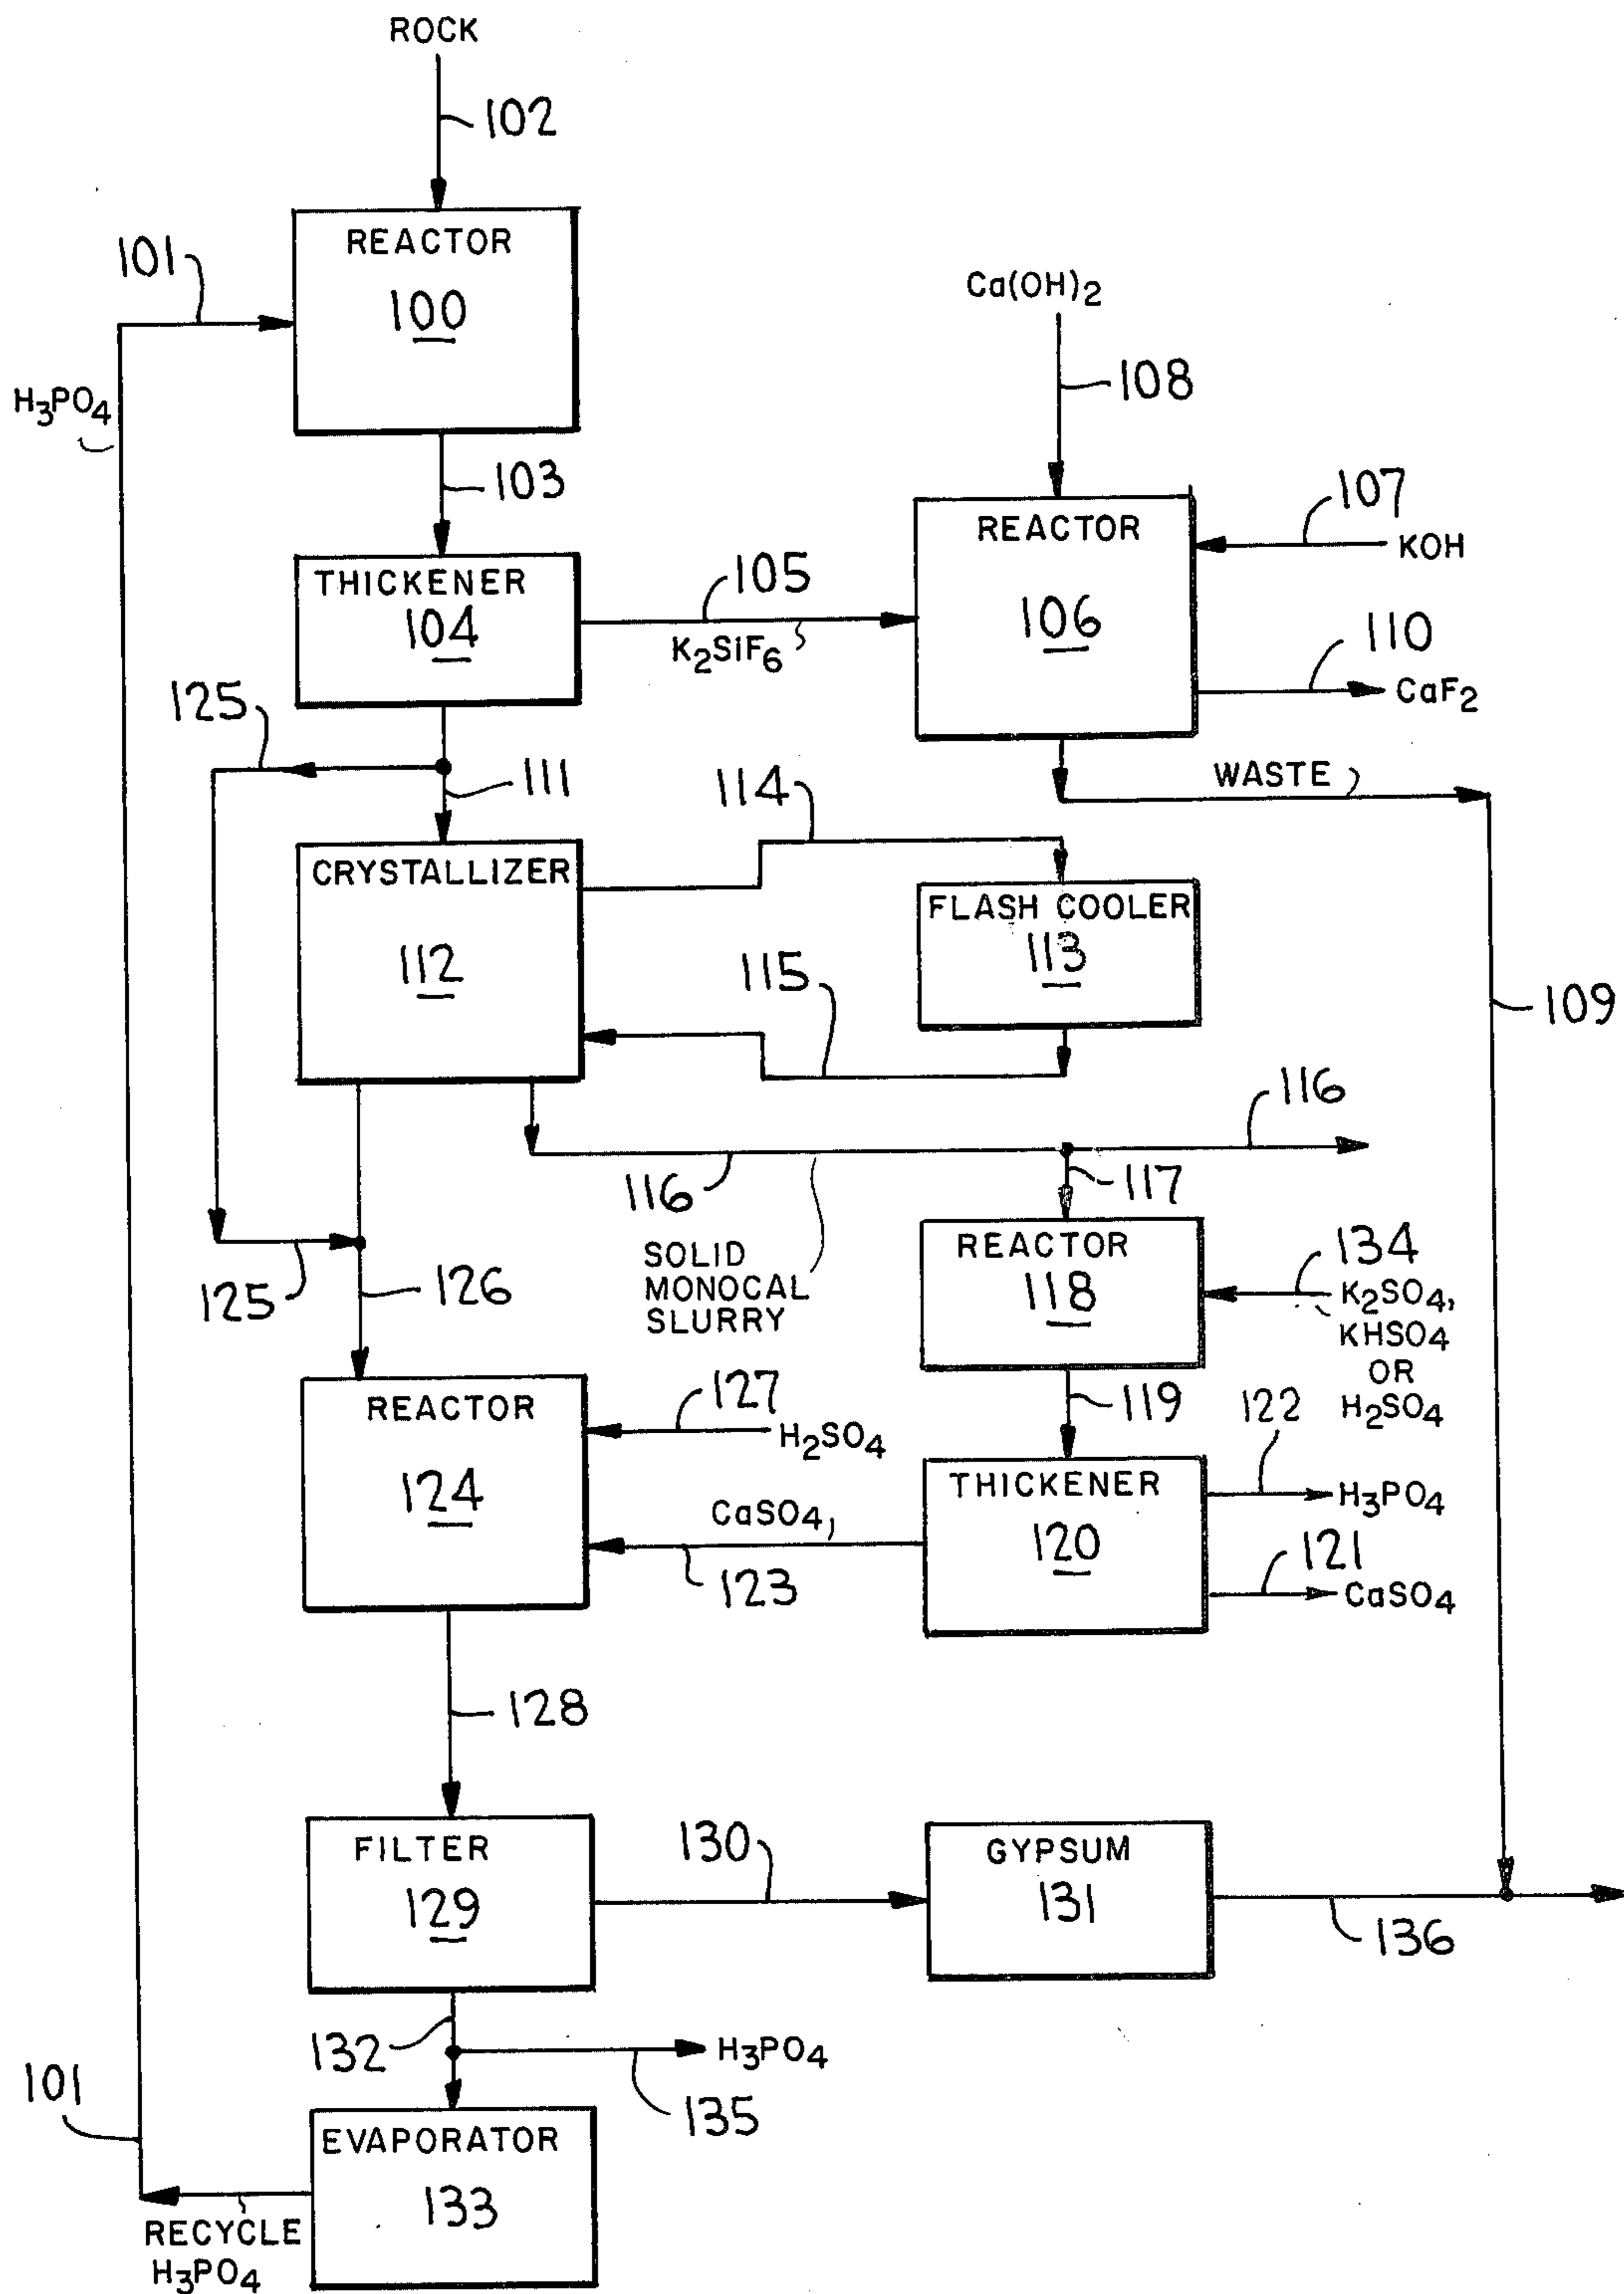 ROCK
102
REACTOR
100
101
H3PO4
Ca(OH)2
108
103
REACTOR
106
107
KOH
THICKENER
104
105
K2SiF6
110
CaF2
125
111
WASTE
114
CRYSTALLIZER
112
FLASH COOLER
113
115
109
116
116
117
SOLID
MONOCAL
SLURRY
125
126
REACTOR
118
134
K2SO4,
KHSO4
OR
H2SO4
REACTOR
124
127
H2SO4
119
122
THICKENER
120
H3PO4
CaSO4
123
121
CaSO4
128
FILTER
129
130
GYPSUM
131
136
132
H3PO4
135
101
EVAPORATOR
133
RECYCLE
H3PO4